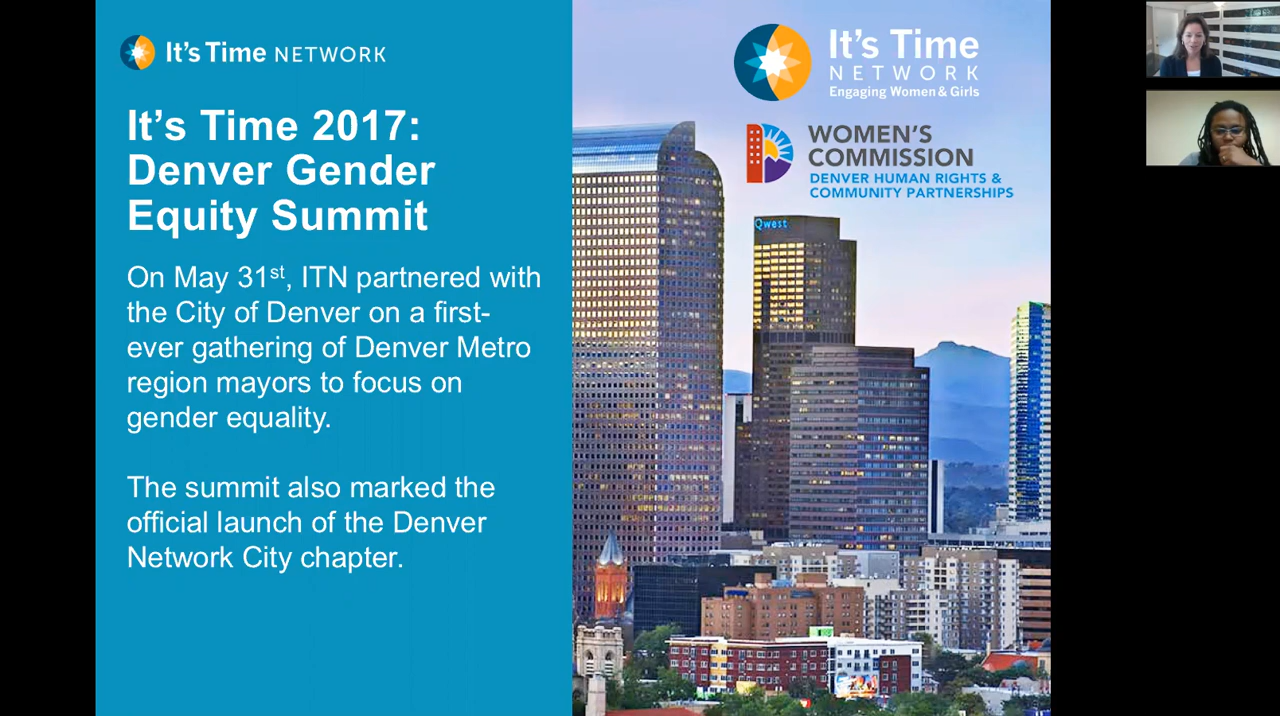 It's Time NETWORK
It's Time 2017:
Denver Gender
Equity Summit
On May 31st, ITN partnered with
the City of Denver on a first-
ever gathering of Denver Metro
region mayors to focus on
gender equality.
The summit also marked the
official launch of the Denver
Network City chapter.
It's Time
NETWORK
Engaging Women & Girls
WOMEN'S
COMMISSION
DENVER HUMAN RIGHTS &
COMMUNITY PARTNERSHIPS
Qwest